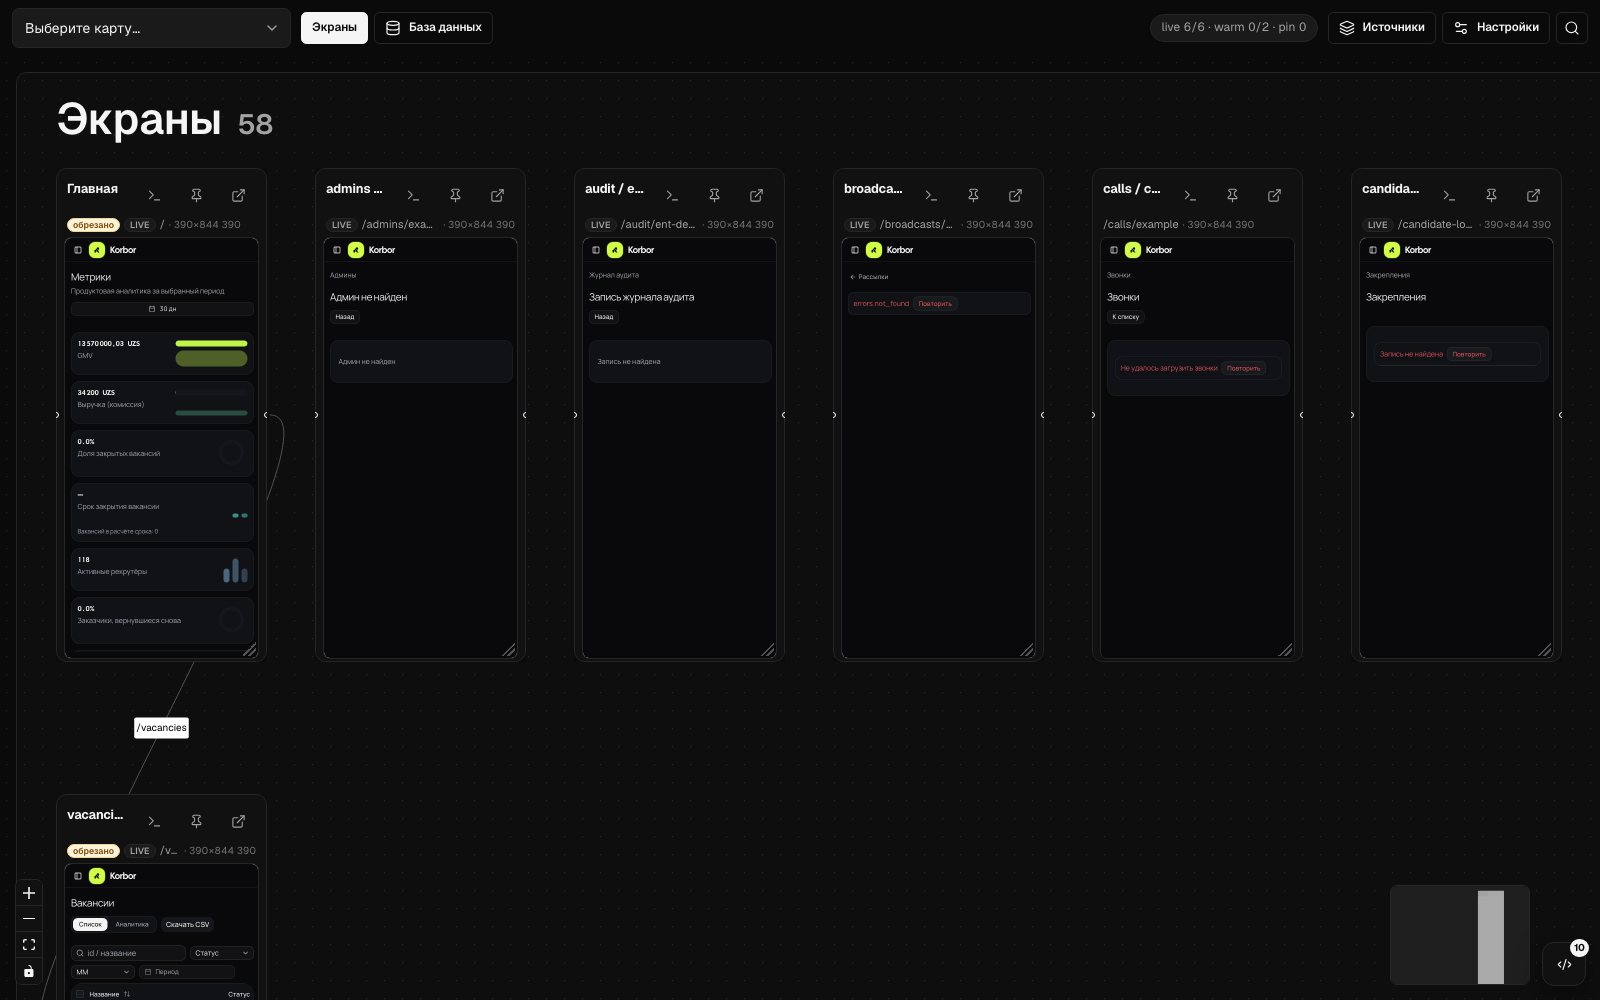 Выберите карту...
Экраны
База данных
live 6/6 · warm 0/2 · pin 0
Источники
Настройки
Экраны 58
Главная
обрезано LIVE / · 390×844 390
Korbor
Метрики
Продуктовая аналитика за выбранный период
30 дн
13 570 000,03 UZS
GMV
34 200 UZS
Выручка (комиссия)
0.0%
Доля закрытых вакансий
—
Срок закрытия вакансии
Вакансий в расчёте срока: 0
118
Активные рекрутёры
0.0%
Заказчики, вернувшиеся снова
admins ...
LIVE /admins/exa... · 390×844 390
Korbor
Админы
Админ не найден
Назад
Админ не найден
audit / e...
LIVE /audit/ent-de... · 390×844 390
Korbor
Журнал аудита
Запись журнала аудита
Назад
Запись не найдена
broadca...
LIVE /broadcasts/... · 390×844 390
Korbor
← Рассылки
errors.not_found Повторить
calls / c...
/calls/example · 390×844 390
Korbor
Звонки
Звонки
К списку
Не удалось загрузить звонки Повторить
candida...
LIVE /candidate-lo... · 390×844 390
Korbor
Закрепления
Закрепления
Запись не найдена Повторить
/vacancies
vacanci...
обрезано LIVE /v... · 390×844 390
Korbor
Вакансии
Список Аналитика Скачать CSV
id / название Статус
ММ Период
Название Статус
10